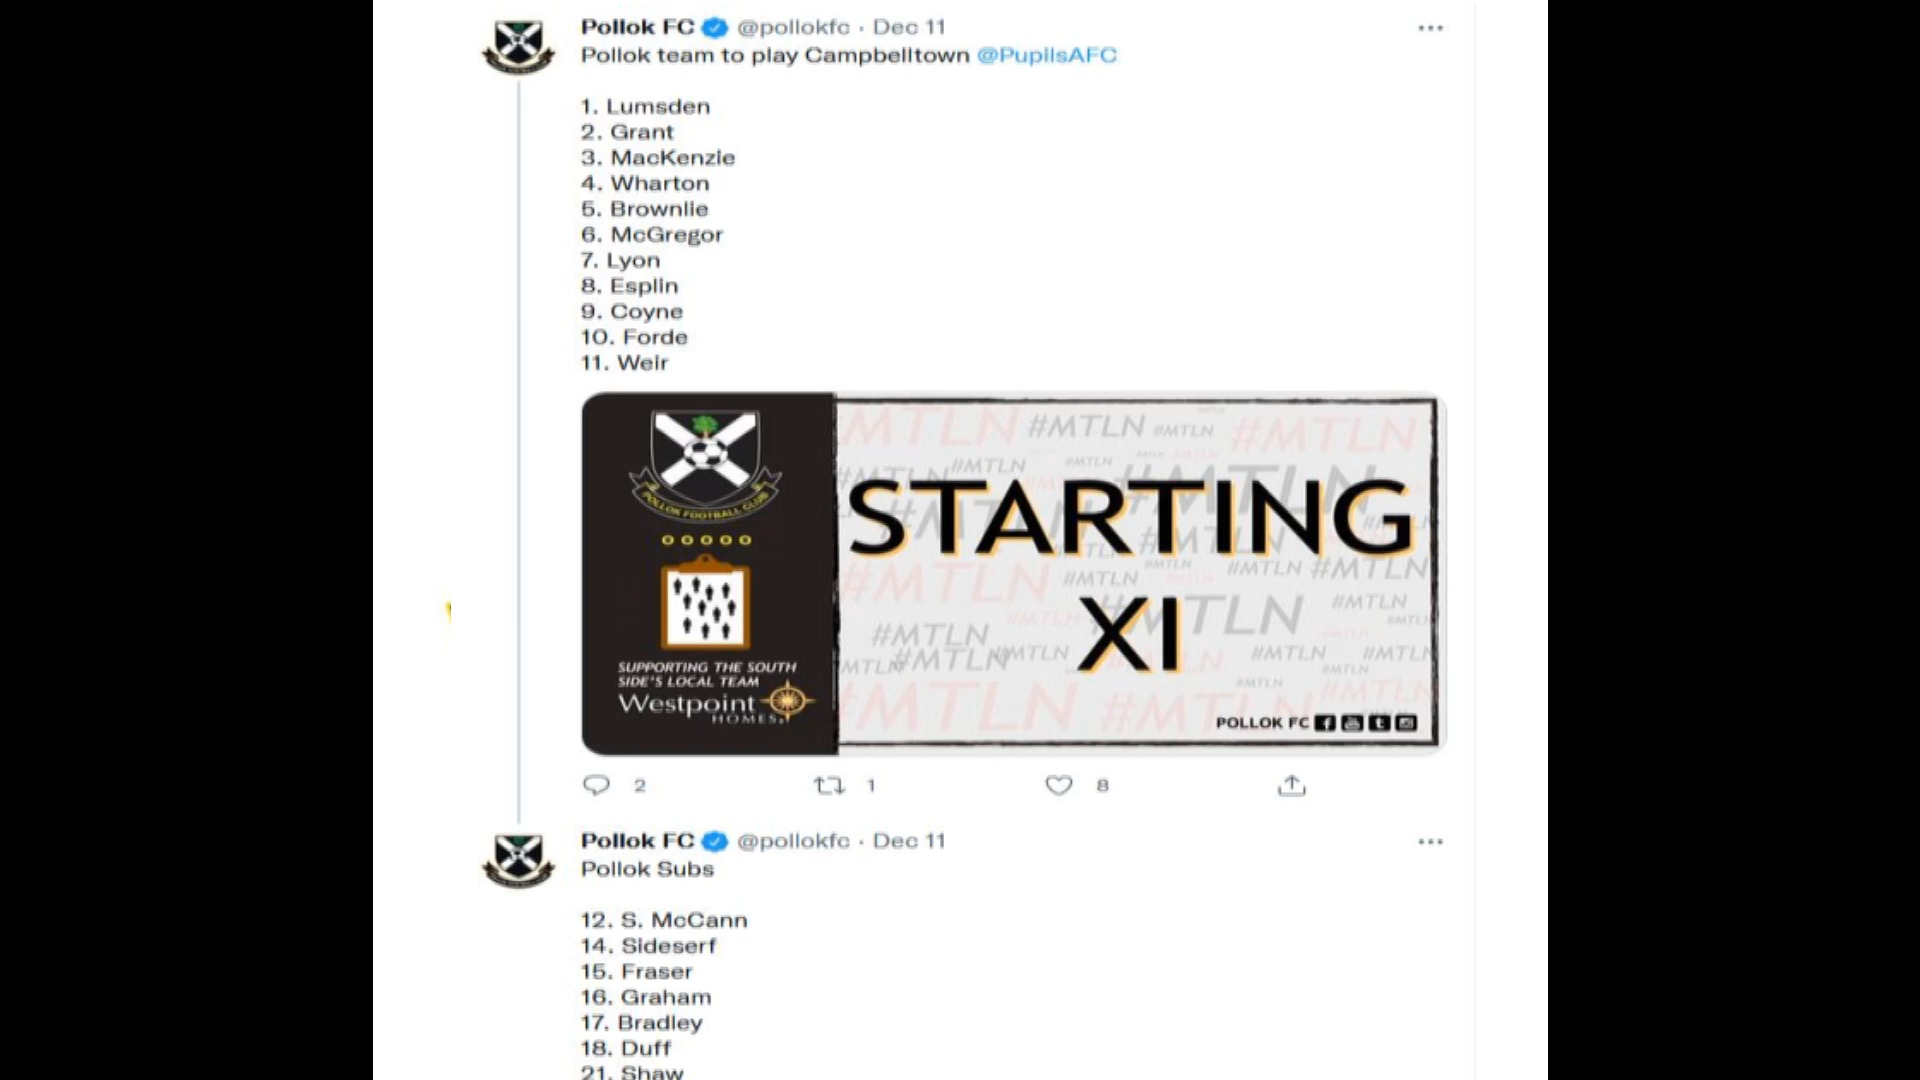 Pollok FC @pollokfc · Dec 11
Pollok team to play Campbelltown @PupilsAFC
1. Lumsden
2. Grant
3. MacKenzie
4. Wharton
5. Brownlie
6. McGregor
7. Lyon
8. Esplin
9. Coyne
10. Forde
11. Weir
POLLOK FOOTBALL CLUB
SUPPORTING THE SOUTH
SIDE'S LOCAL TEAM
Westpoint
HOMES
#MTLN #MTLN #MTLN #MTLN
STARTING
XI
POLLOK FC
2 1 8
Pollok FC @pollokfc · Dec 11
Pollok Subs
12. S. McCann
14. Sideserf
15. Fraser
16. Graham
17. Bradley
18. Duff
21. Shaw